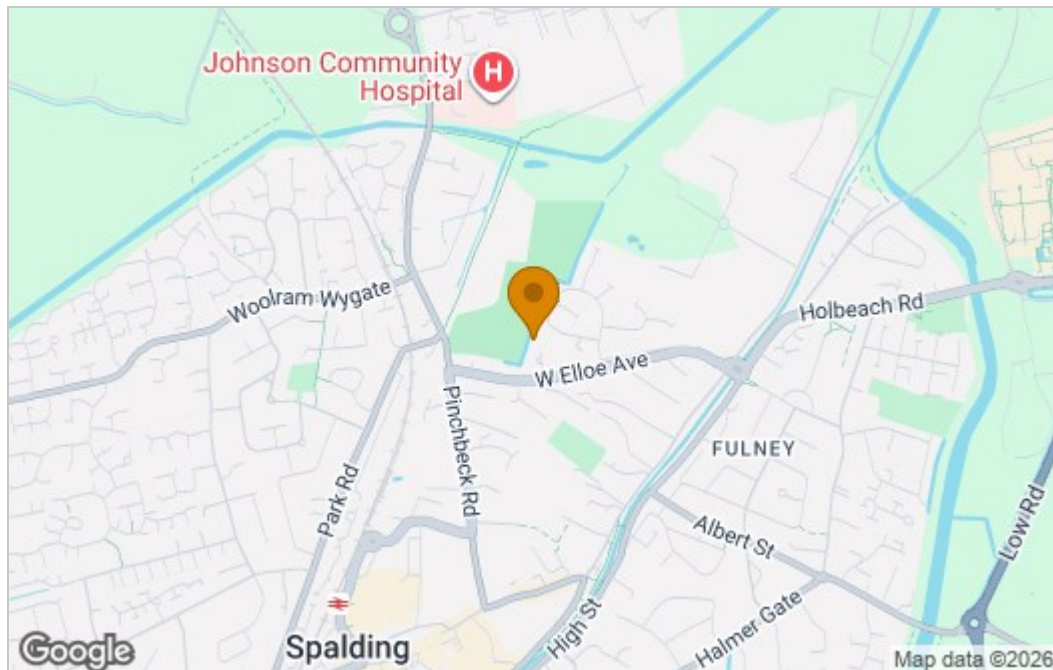 Johnson Community
Hospital
H
Woolram Wygate
Holbeach Rd
W Elloe Ave
Pinchbeck Rd
FULNEY
Park Rd
Albert St
Low Rd
High St
Halmer Gate
Spalding
Google
Map data ©2026